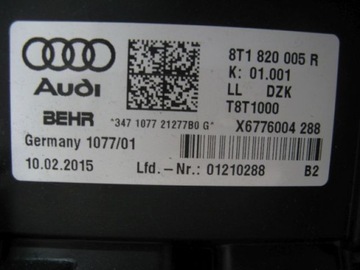 8T1 820 005 R
K: 01.001
LL DZK
Audi
T8T1000
BEHR *347 1077 21277B0 G* X6776004 288
Germany 1077/01
10.02.2015 Lfd.-Nr.: 01210288 B2